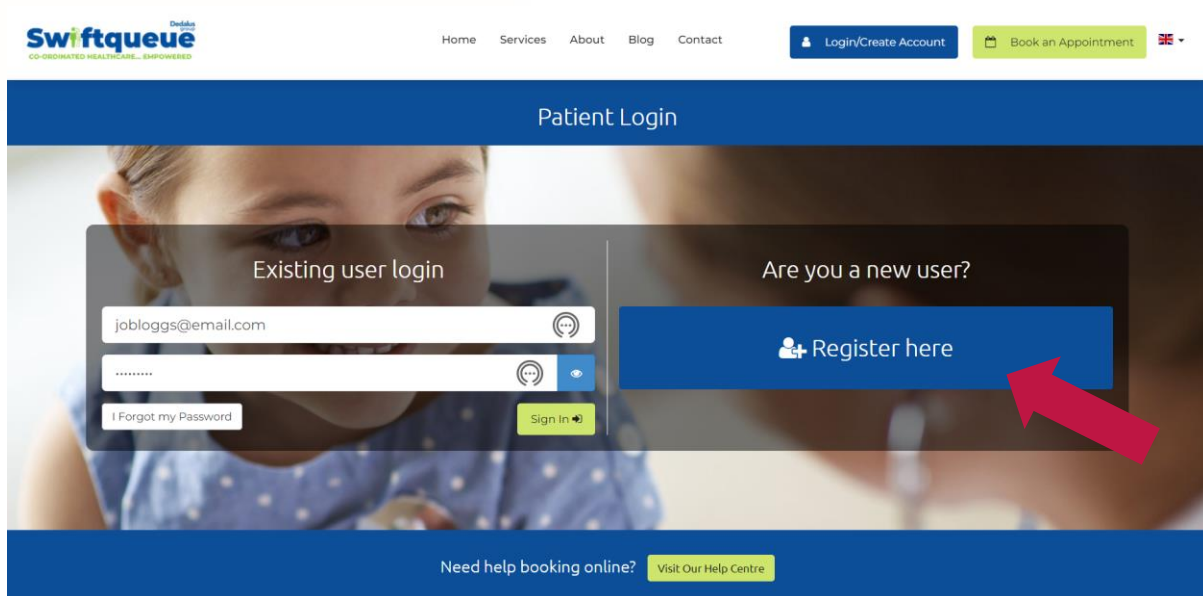 Dedalus
Swiftqueue
CO-ORDINATED HEALTHCARE... EMPOWERED
Home Services About Blog Contact
Login/Create Account
Book an Appointment
Patient Login
Existing user login
jobloggs@email.com
.........
I Forgot my Password
Sign In
Are you a new user?
Register here
Need help booking online?
Visit Our Help Centre